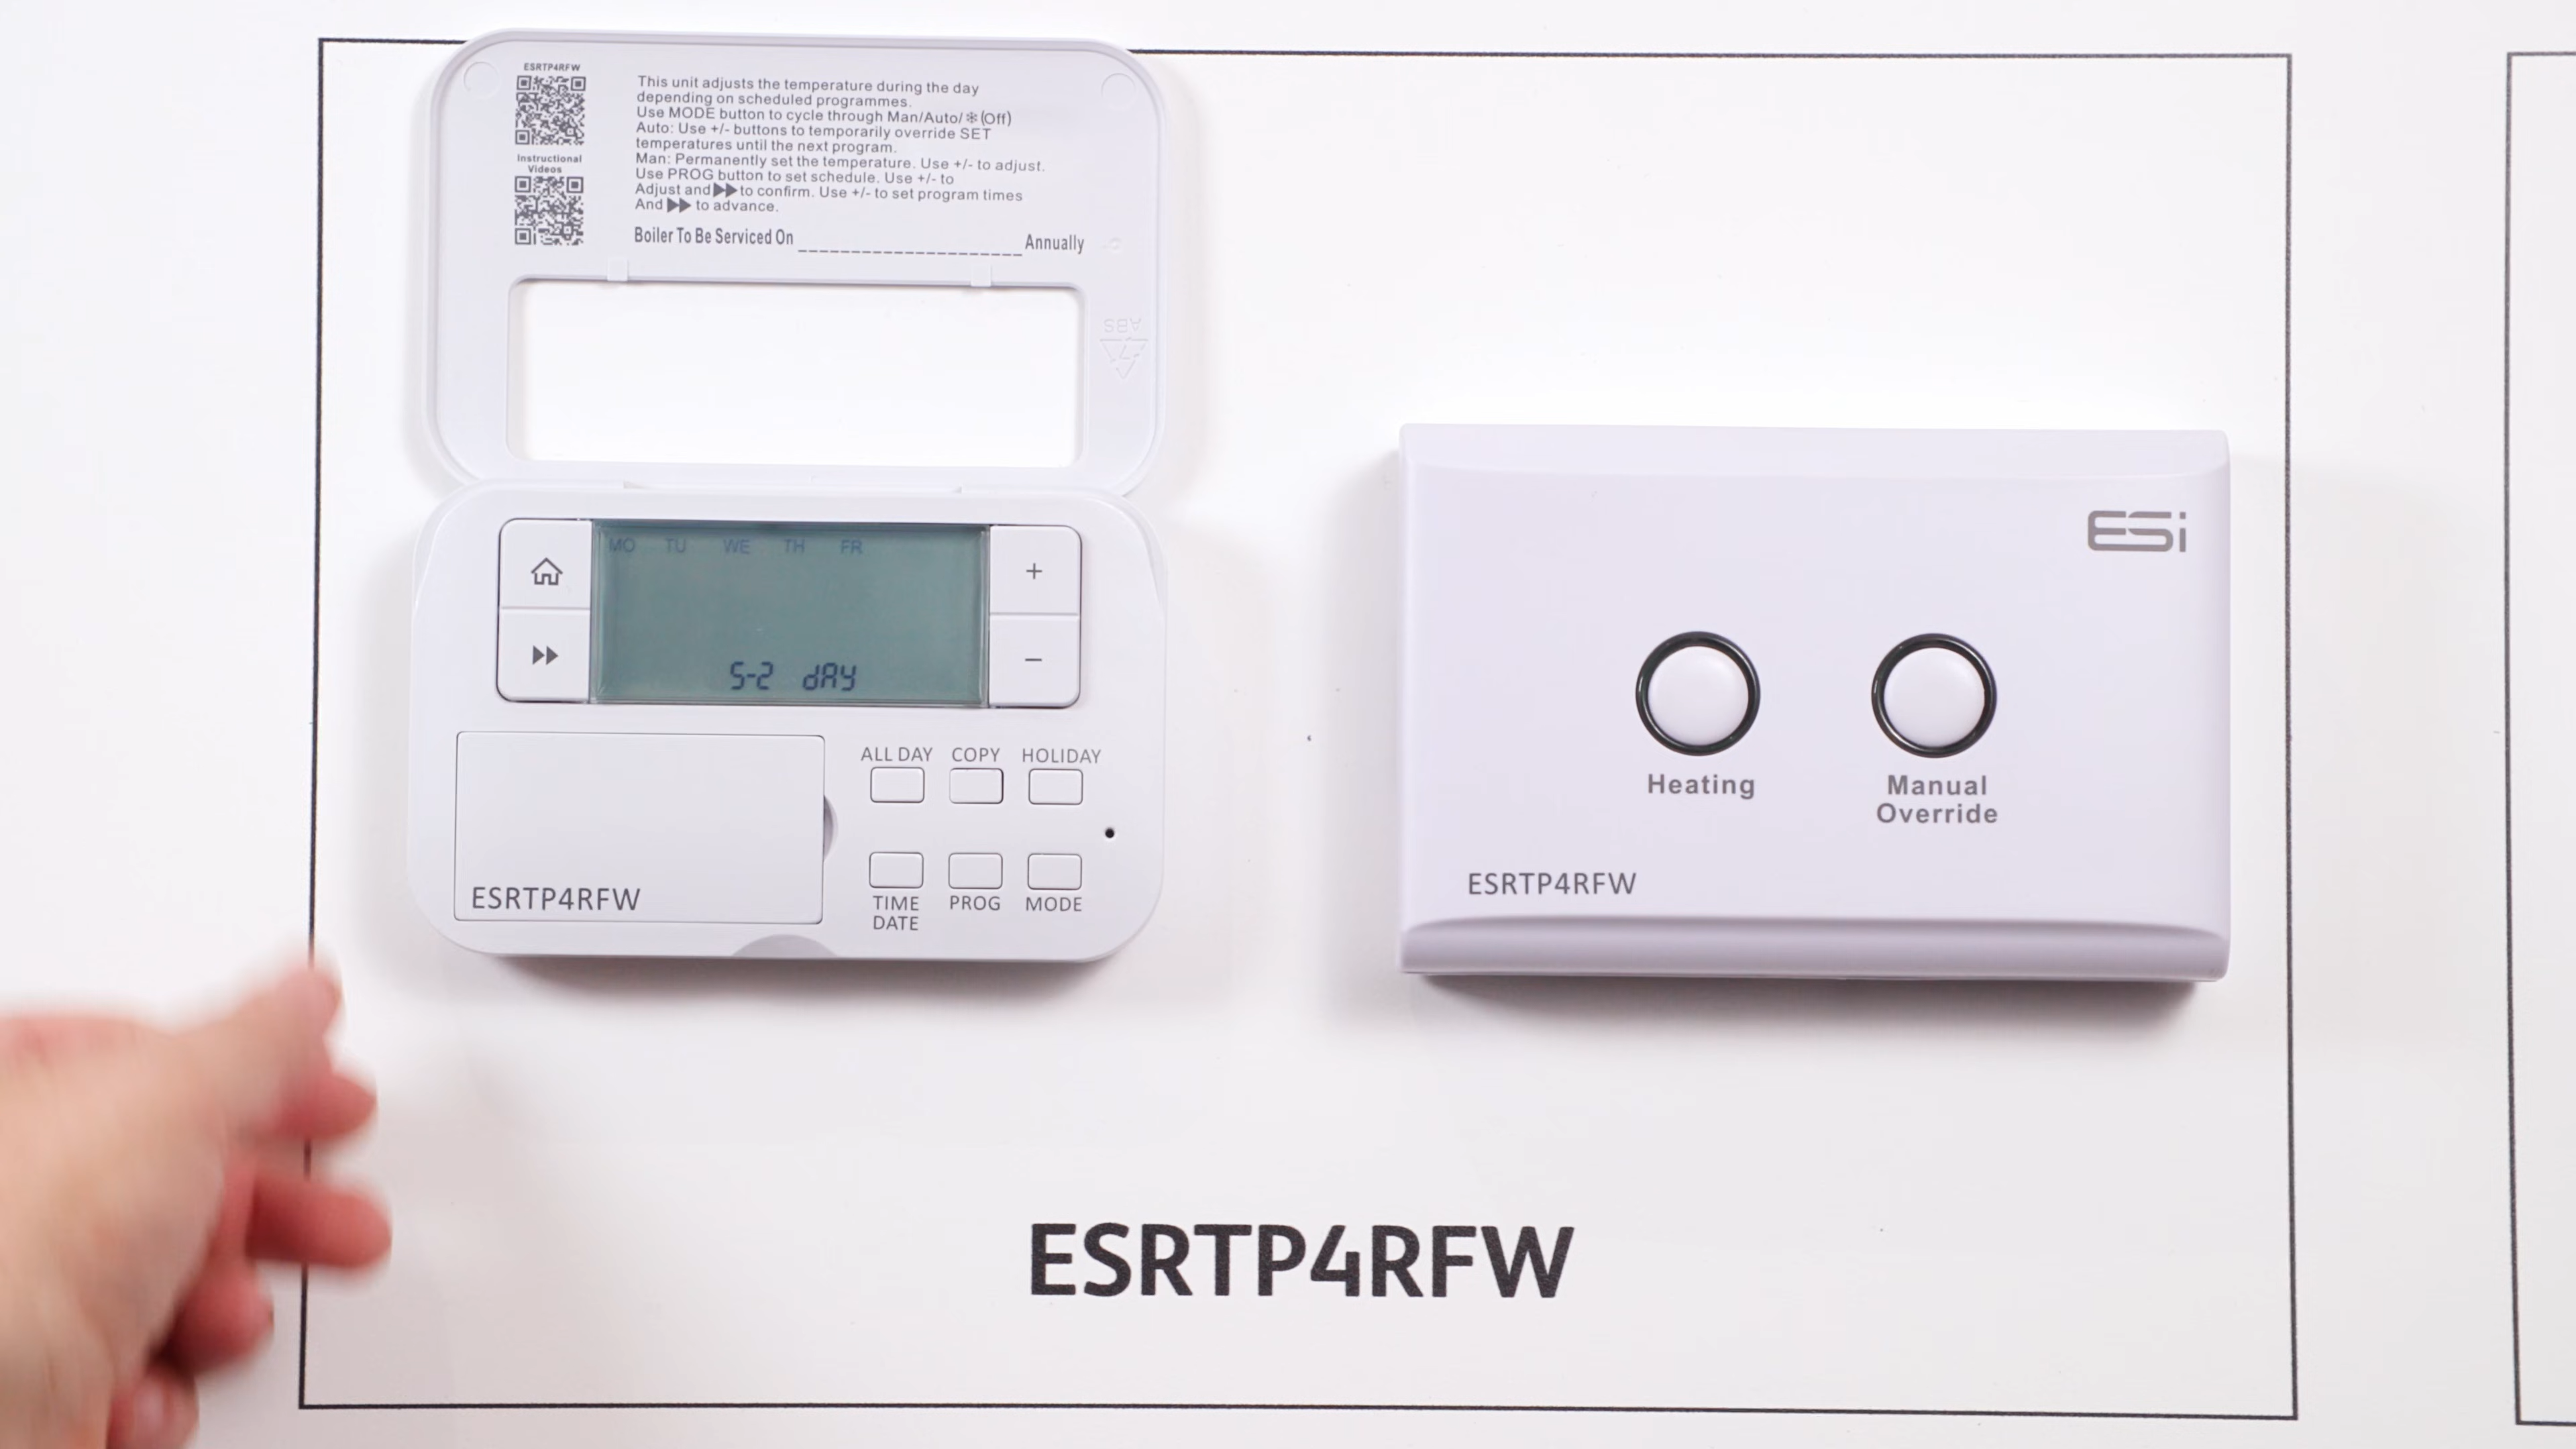 ESRTP4RFW
Instructional
Videos
This unit adjusts the temperature during the day
depending on scheduled programmes.
Use MODE button to cycle through Man/Auto/❄(Off)
Auto: Use +/- buttons to temporarily override SET
temperatures until the next program.
Man: Permanently set the temperature. Use +/- to adjust.
Use PROG button to set schedule. Use +/- to
Adjust and ▶▶ to confirm. Use +/- to set program times
And ▶▶ to advance.
Boiler To Be Serviced On ____________________ Annually
ABS
7
MO TU WE TH FR
+
5-2 dAY
-
ALL DAY COPY HOLIDAY
TIME
DATE
PROG
MODE
ESRTP4RFW
ESi
Heating
Manual
Override
ESRTP4RFW
ESRTP4RFW